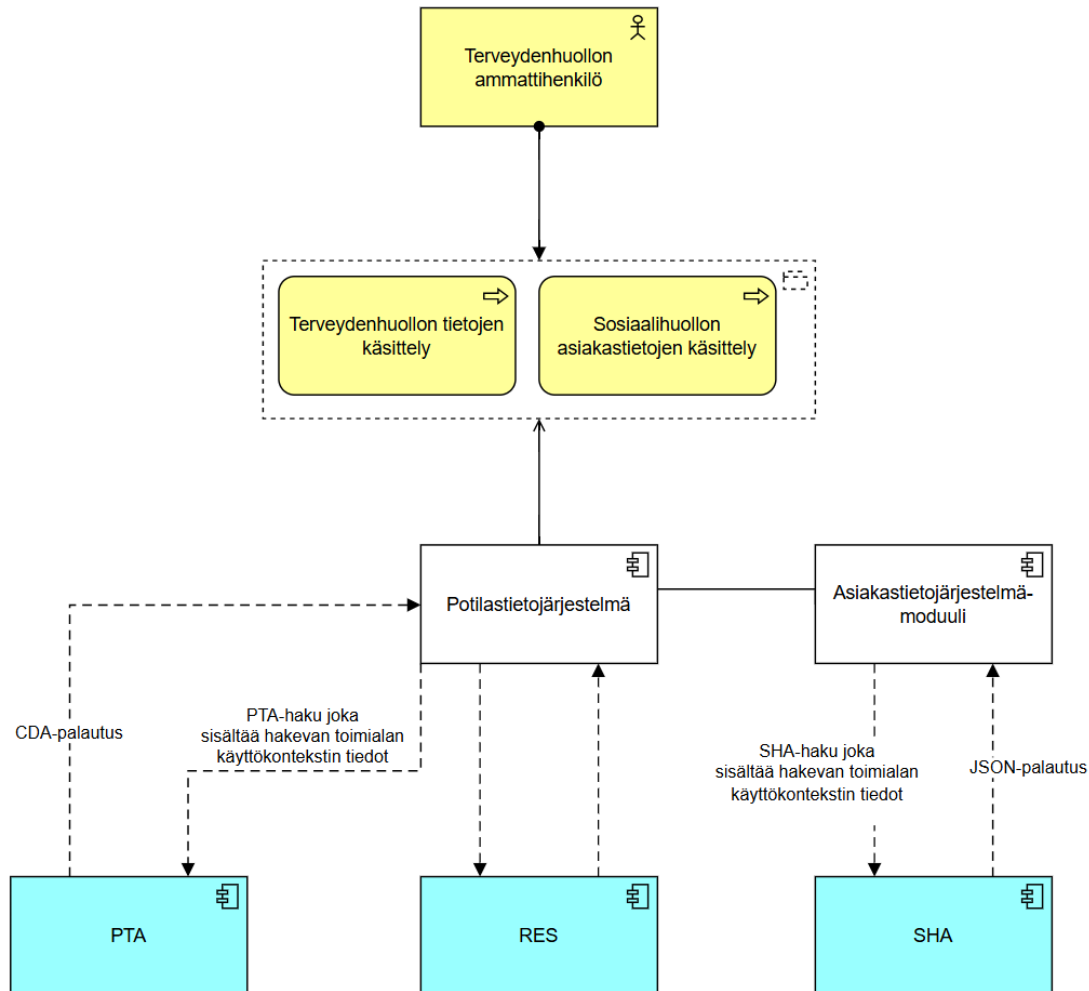 Terveydenhuollon
ammattihenkilö
Terveydenhuollon tietojen
käsittely
Sosiaalihuollon
asiakastietojen käsittely
Potilastietojärjestelmä
Asiakastietojärjestelmä-
moduuli
CDA-palautus
PTA-haku joka
sisältää hakevan toimialan
käyttökontekstin tiedot
SHA-haku joka
sisältää hakevan toimialan
käyttökontekstin tiedot
JSON-palautus
PTA
RES
SHA